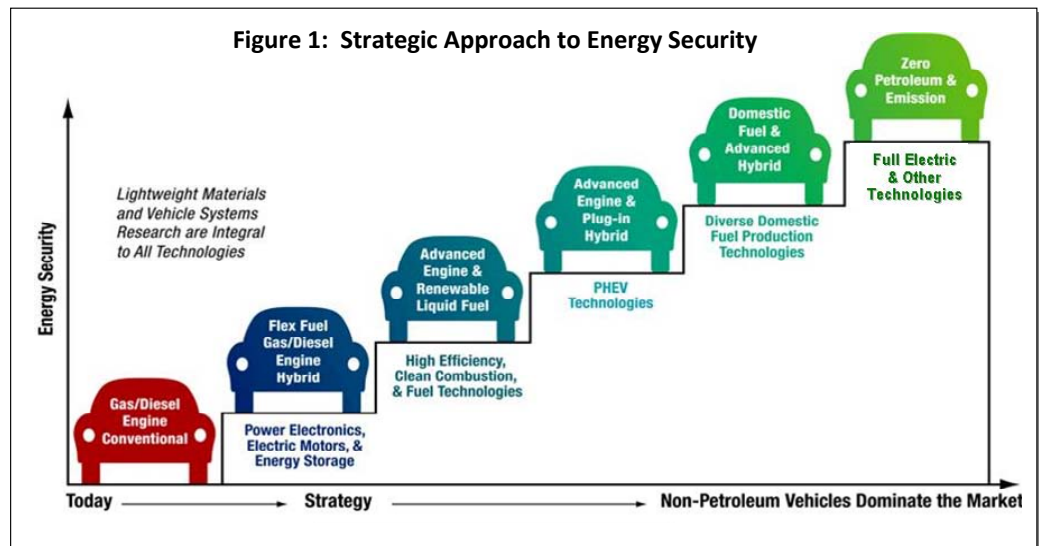 Figure 1:  Strategic Approach to Energy Security
Zero
Petroleum &
Emission
Full Electric
& Other
Technologies
Domestic
Fuel &
Advanced
Hybrid
Diverse Domestic
Fuel Production
Technologies
Advanced
Engine &
Plug-in
Hybrid
PHEV
Technologies
Lightweight Materials
and Vehicle Systems
Research are Integral
to All Technologies
Advanced
Engine &
Renewable
Liquid Fuel
High Efficiency,
Clean Combustion,
& Fuel Technologies
Flex Fuel
Gas/Diesel
Engine
Hybrid
Power Electronics,
Electric Motors, &
Energy Storage
Gas/Diesel
Engine
Conventional
Energy Security
Today
Strategy
Non-Petroleum Vehicles Dominate the Market